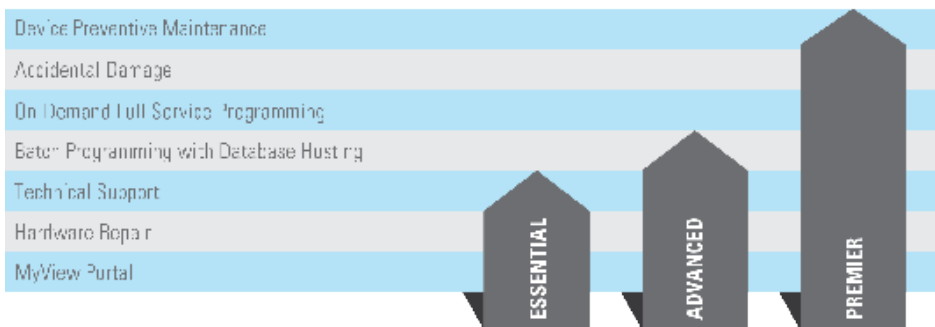 Device Preventive Maintenance
Accidental Damage
On Demand Full Service Programming
Batch Programming with Database Hosting
Technical Support
Hardware Repair
MyView Portal
ESSENTIAL
ADVANCED
PREMIER